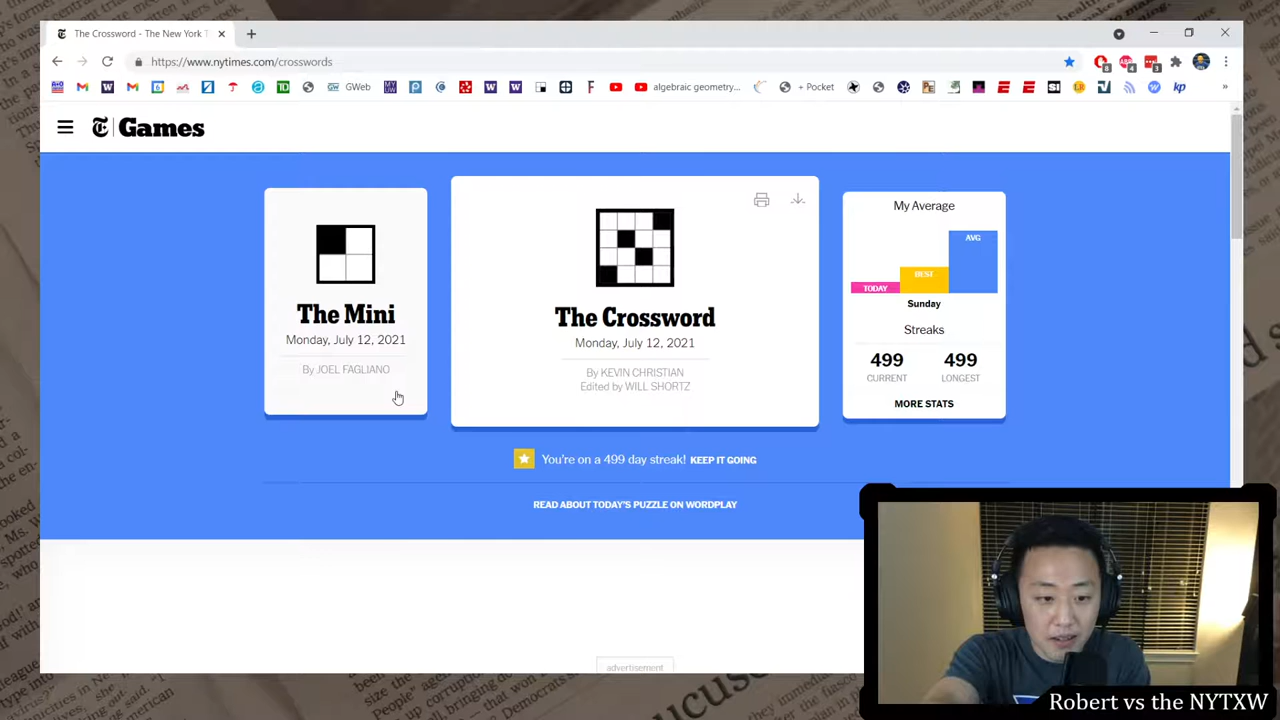 The Crossword - The New York T
https://www.nytimes.com/crosswords
GWeb
algebraic geometry...
+ Pocket
kp
Games
The Mini
Monday, July 12, 2021
By JOEL FAGLIANO
The Crossword
Monday, July 12, 2021
By KEVIN CHRISTIAN
Edited by WILL SHORTZ
My Average
AVG
BEST
TODAY
Sunday
Streaks
499
499
CURRENT
LONGEST
MORE STATS
You're on a 499 day streak! KEEP IT GOING
READ ABOUT TODAY'S PUZZLE ON WORDPLAY
advertisement
Robert vs the NYTXW